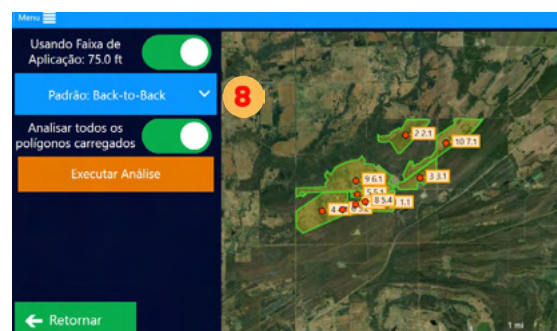 Menu
Usando Faixa de
Aplicação: 75.0 ft
Padrão: Back-to-Back
8
Analisar todos os
polígonos carregados
Executar Análise
Retornar
2 2.1
10 7.1
3 3.1
9 6.1
5 5.1
8 5.4
1.1
1 mi